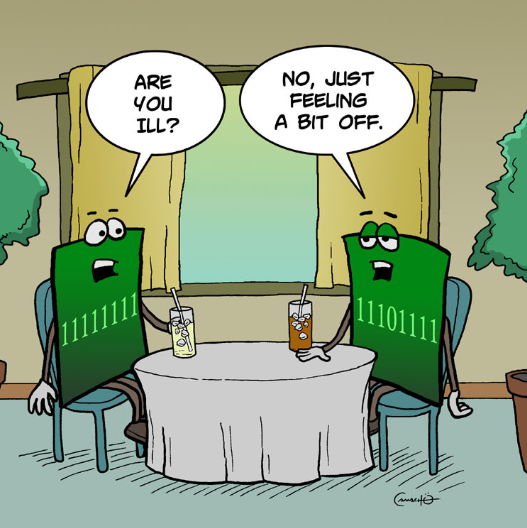 ARE
YOU
ILL?
NO, JUST
FEELING
A BIT OFF.
11111111
11101111